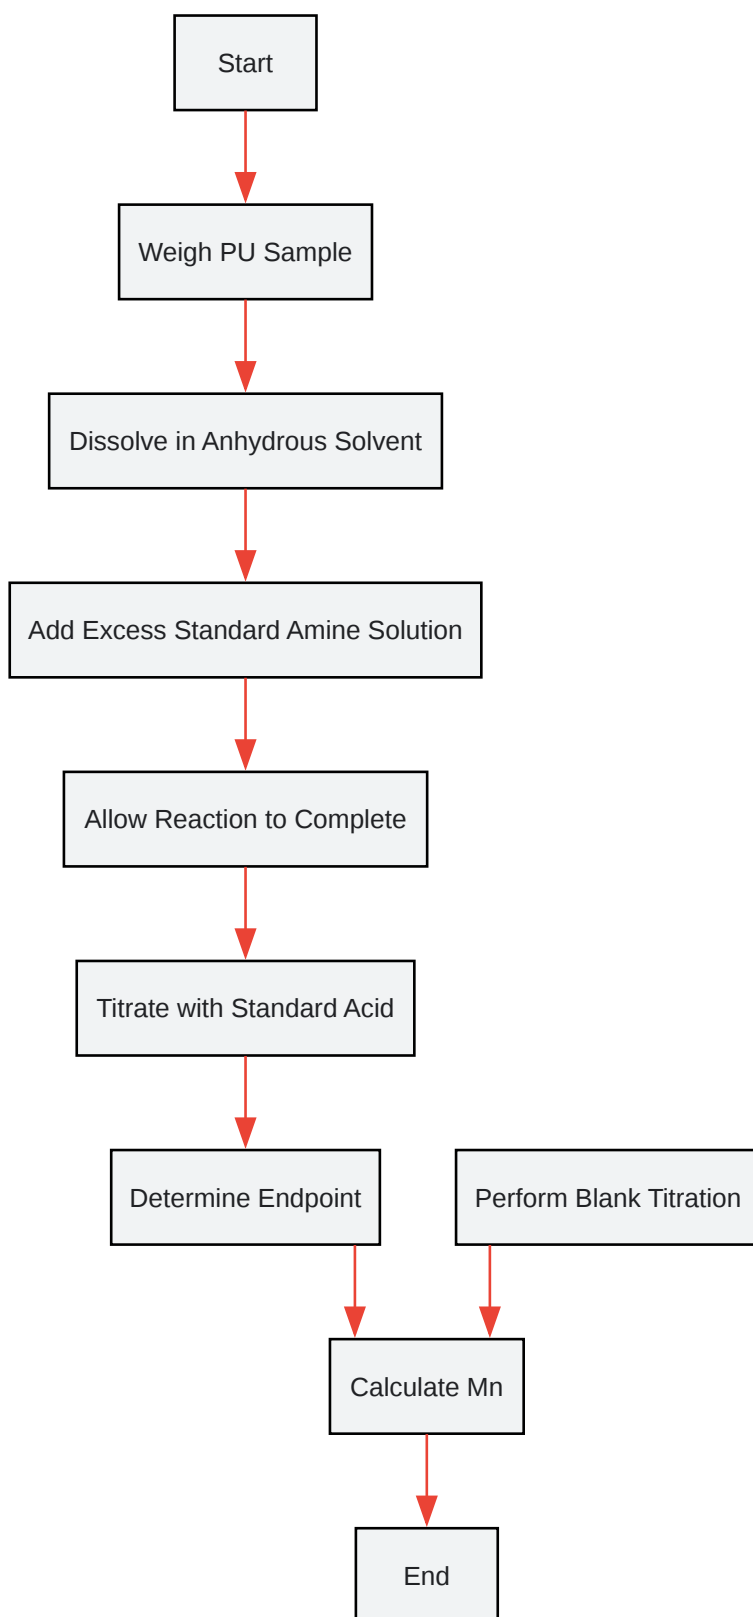 Start
Weigh PU Sample
Dissolve in Anhydrous Solvent
Add Excess Standard Amine Solution
Allow Reaction to Complete
Titrate with Standard Acid
Determine Endpoint
Perform Blank Titration
Calculate Mn
End